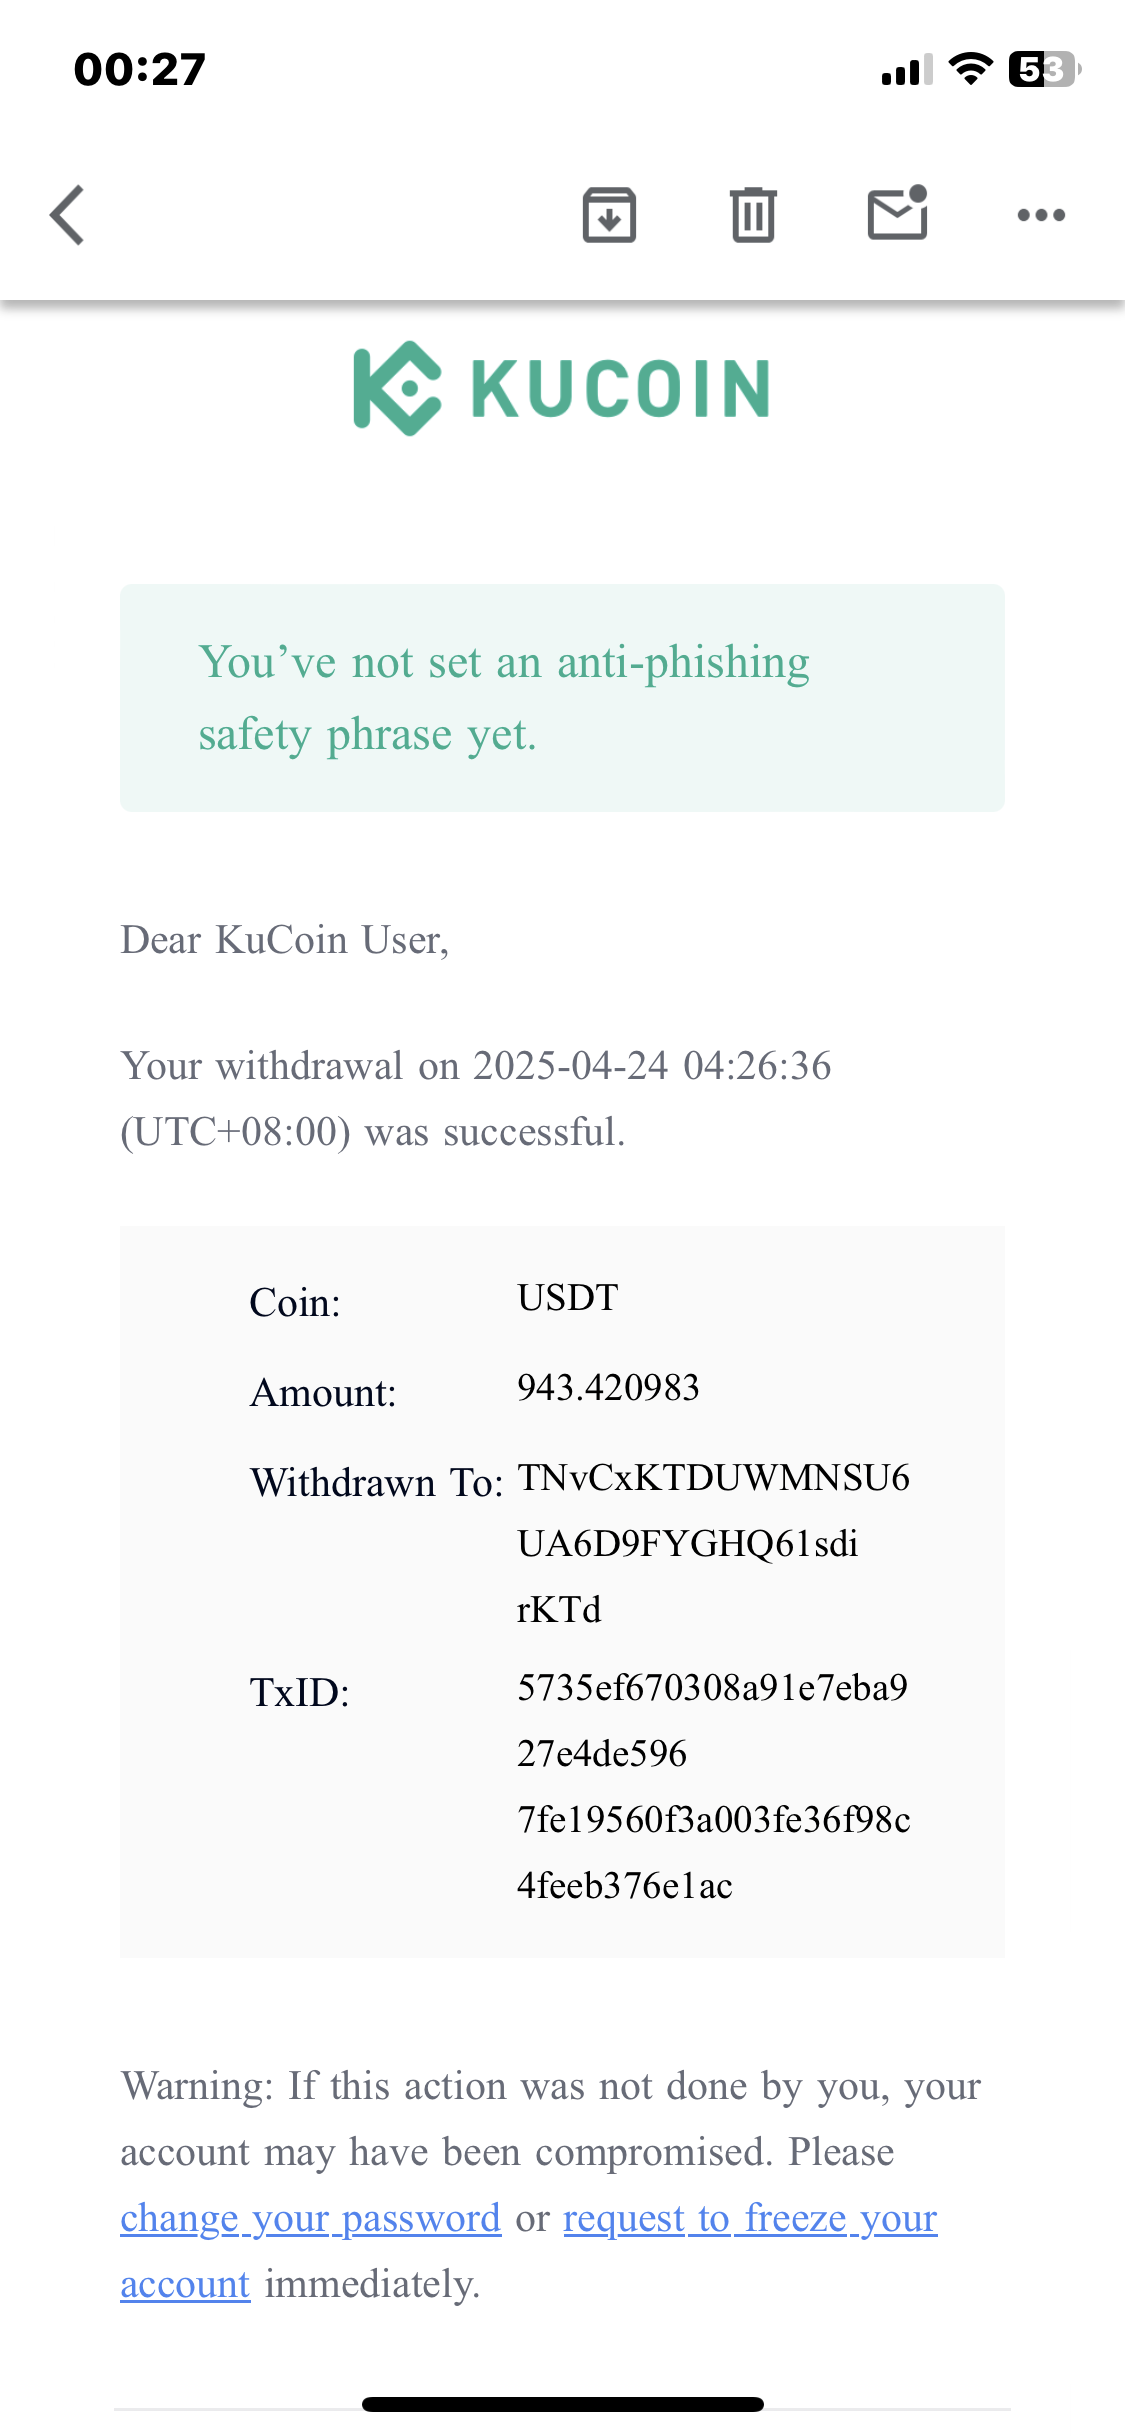 00:27
53
KUCOIN
You’ve not set an anti-phishing
safety phrase yet.
Dear KuCoin User,
Your withdrawal on 2025-04-24 04:26:36
(UTC+08:00) was successful.
Coin: USDT
Amount: 943.420983
Withdrawn To: TNvCxKTDUWMNSU6
UA6D9FYGHQ61sdi
rKTd
TxID: 5735ef670308a91e7eba9
27e4de596
7fe19560f3a003fe36f98c
4feeb376e1ac
Warning: If this action was not done by you, your
account may have been compromised. Please
change your password or request to freeze your
account immediately.